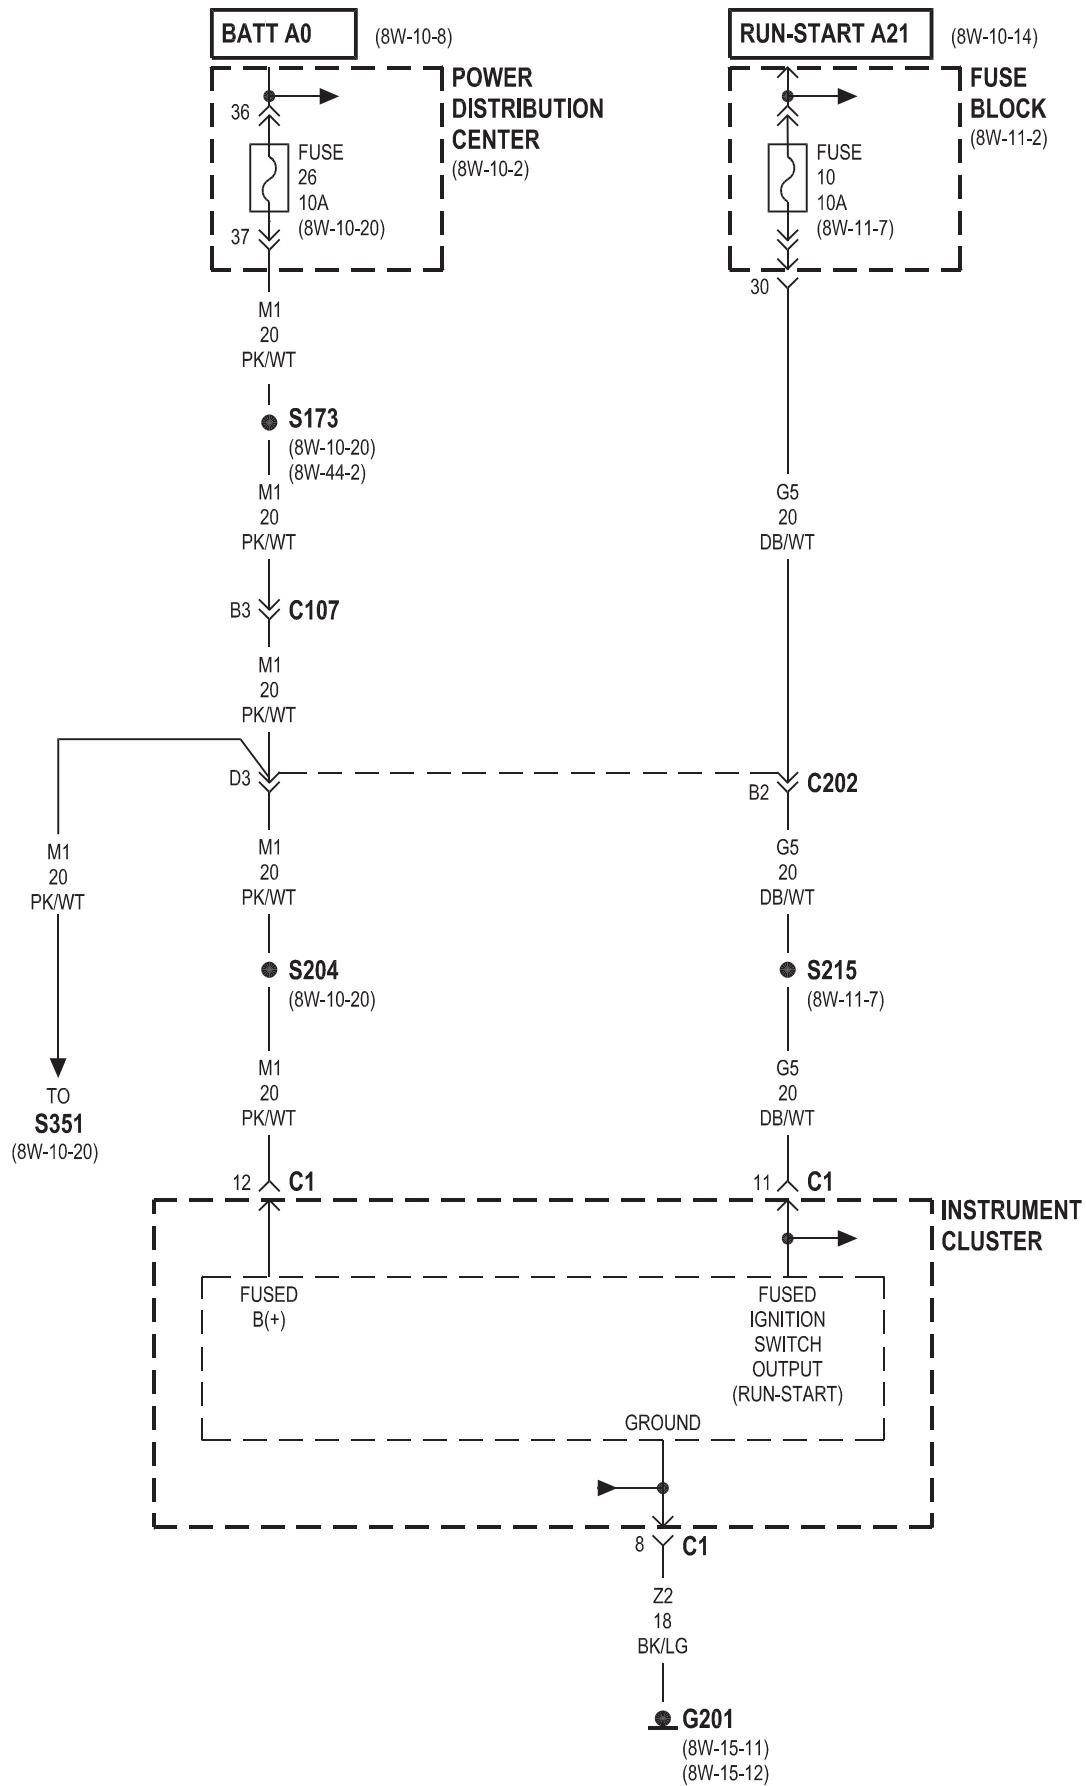 BATT A0 (8W-10-8)
RUN-START A21 (8W-10-14)
POWER
DISTRIBUTION
CENTER
(8W-10-2)
36
FUSE
26
10A
(8W-10-20)
37
FUSE
BLOCK
(8W-11-2)
FUSE
10
10A
(8W-11-7)
30
M1
20
PK/WT
S173
(8W-10-20)
(8W-44-2)
M1
20
PK/WT
G5
20
DB/WT
B3 C107
M1
20
PK/WT
D3
B2 C202
M1
20
PK/WT
M1
20
PK/WT
G5
20
DB/WT
S204
(8W-10-20)
S215
(8W-11-7)
TO
S351
(8W-10-20)
M1
20
PK/WT
G5
20
DB/WT
12 C1
11 C1
INSTRUMENT
CLUSTER
FUSED
B(+)
FUSED
IGNITION
SWITCH
OUTPUT
(RUN-START)
GROUND
8 C1
Z2
18
BK/LG
G201
(8W-15-11)
(8W-15-12)